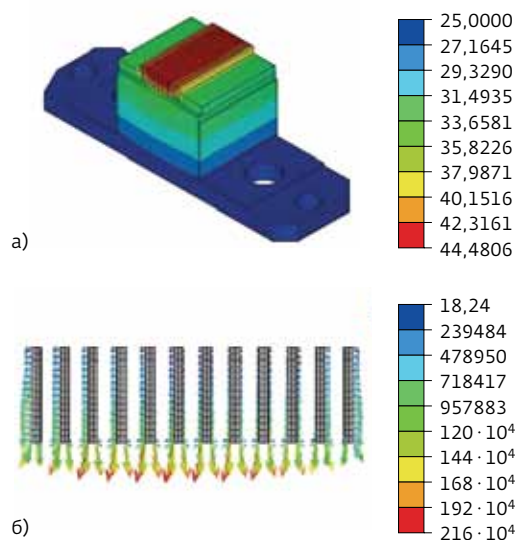 25,0000
27,1645
29,3290
31,4935
33,6581
35,8226
37,9871
40,1516
42,3161
44,4806
а)
18,24
239484
478950
718417
957883
120 · 10⁴
144 · 10⁴
168 · 10⁴
192 · 10⁴
216 · 10⁴
б)